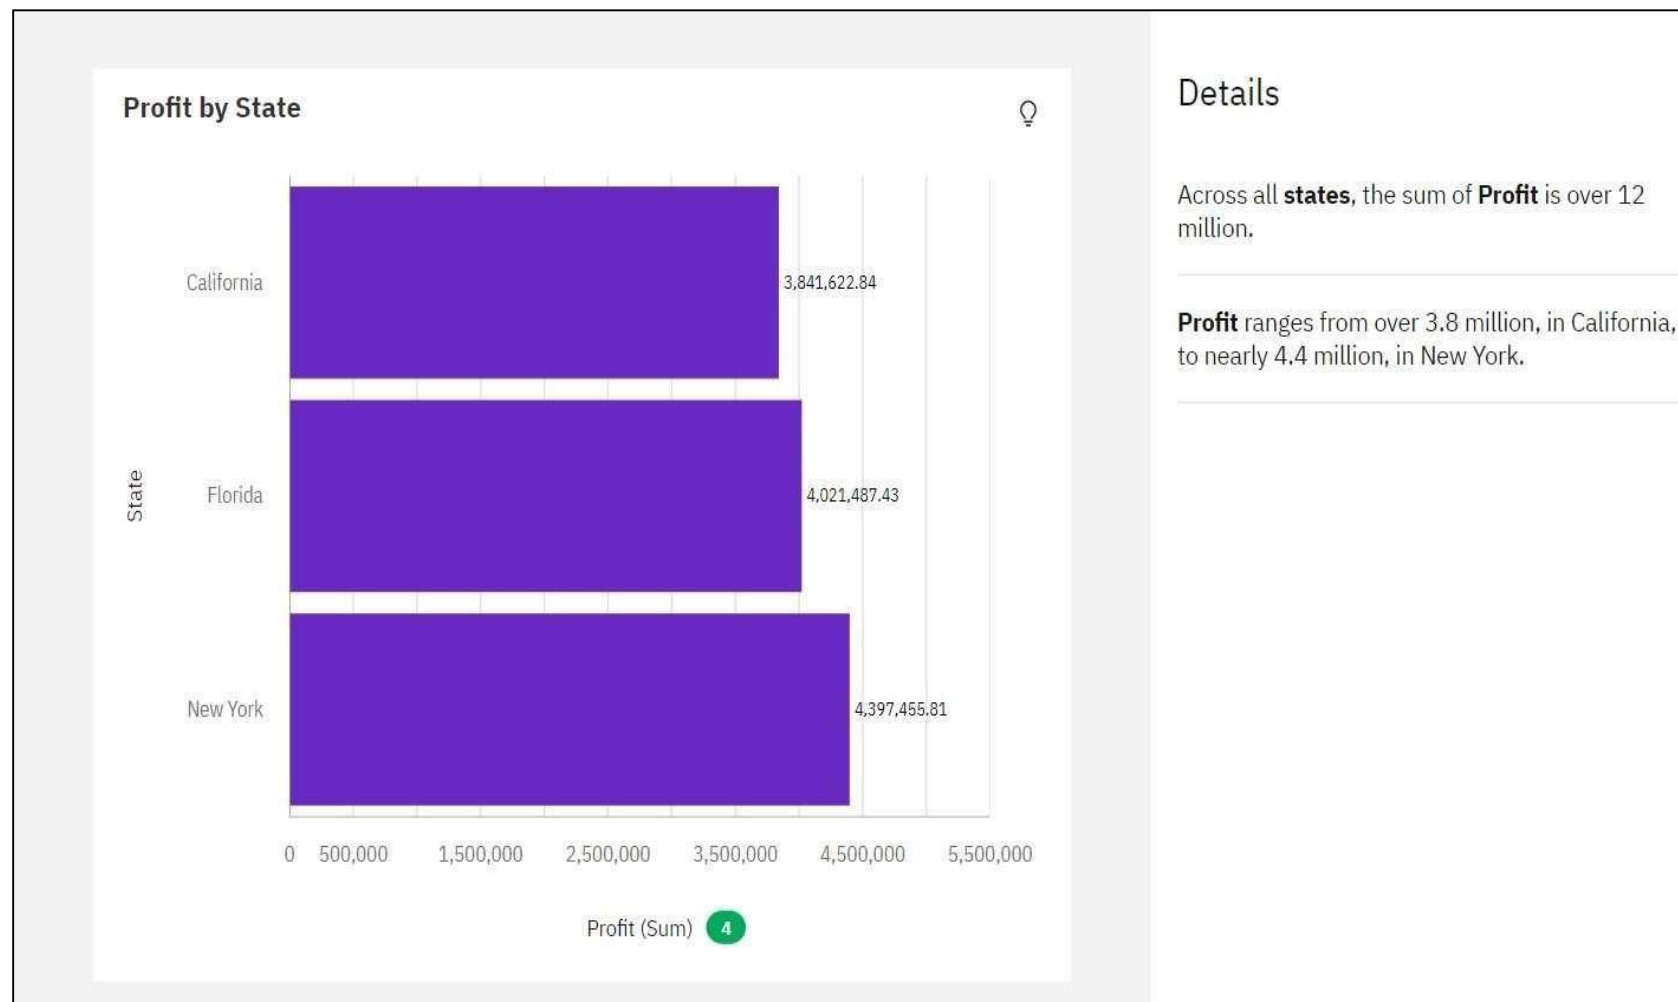 Profit by State
California
3,841,622.84
State
Florida
4,021,487.43
New York
4,397,455.81
0 500,000 1,500,000 2,500,000 3,500,000 4,500,000 5,500,000
Profit (Sum) 4
Details
Across all states, the sum of Profit is over 12
million.
Profit ranges from over 3.8 million, in California,
to nearly 4.4 million, in New York.